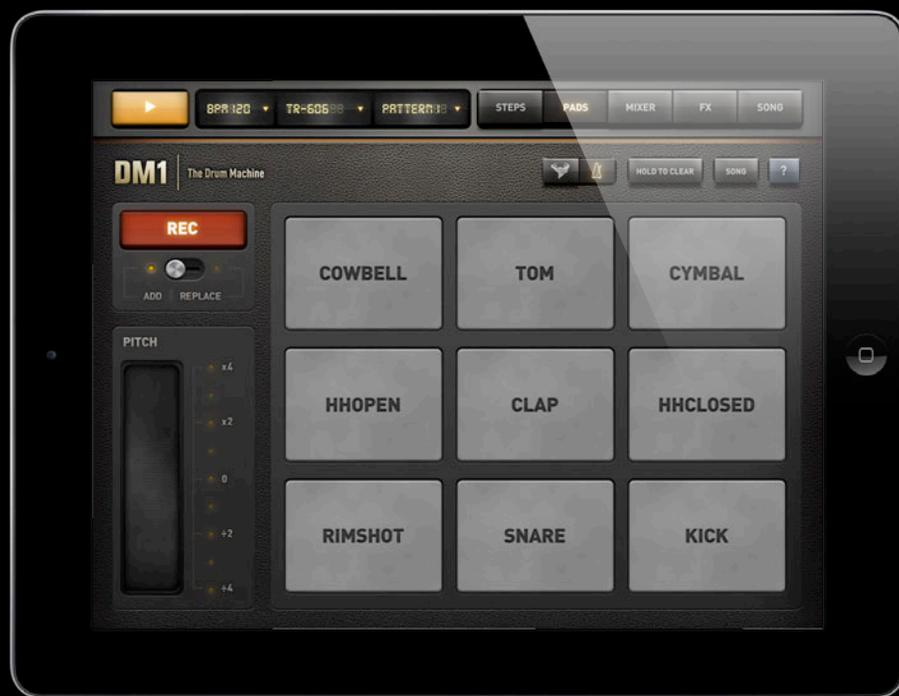 BPM 120 TR-606 PATTERN 1 STEPS PADS MIXER FX SONG
DM1 The Drum Machine HOLD TO CLEAR SONG ?
REC
ADD REPLACE
PITCH
x4
x2
0
÷2
÷4
COWBELL TOM CYMBAL
HHOPEN CLAP HHCLOSED
RIMSHOT SNARE KICK